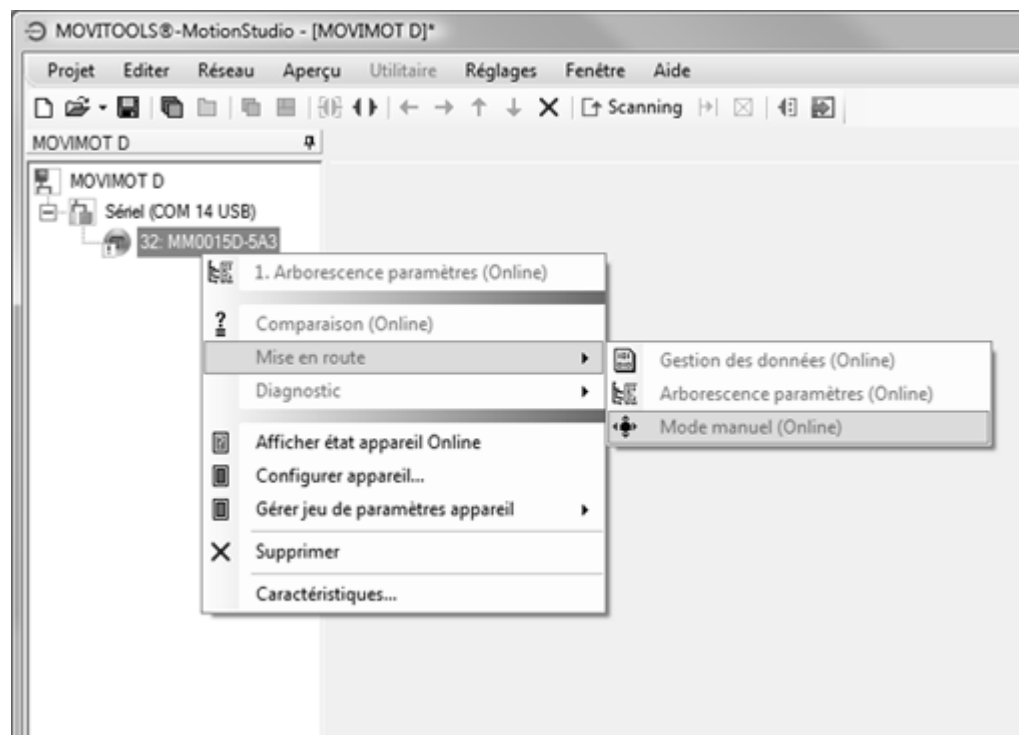 MOVITOOLS®-MotionStudio - [MOVIMOT D]*
Projet Editer Réseau Aperçu Utilitaire Réglages Fenêtre Aide
Scanning
MOVIMOT D
MOVIMOT D
Sériel (COM 14 USB)
32: MM0015D-5A3
1. Arborescence paramètres (Online)
Comparaison (Online)
Mise en route
Diagnostic
Afficher état appareil Online
Configurer appareil...
Gérer jeu de paramètres appareil
Supprimer
Caractéristiques...
Gestion des données (Online)
Arborescence paramètres (Online)
Mode manuel (Online)